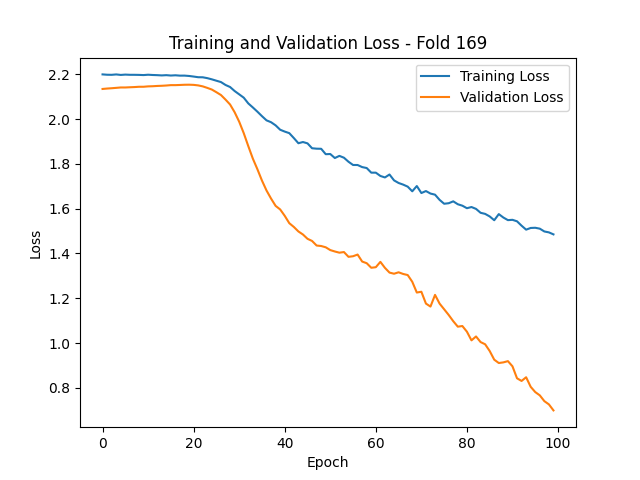 Training and Validation Loss - Fold 169
Training Loss
Validation Loss
Loss
2.2
2.0
1.8
1.6
1.4
1.2
1.0
0.8
0 20 40 60 80 100
Epoch